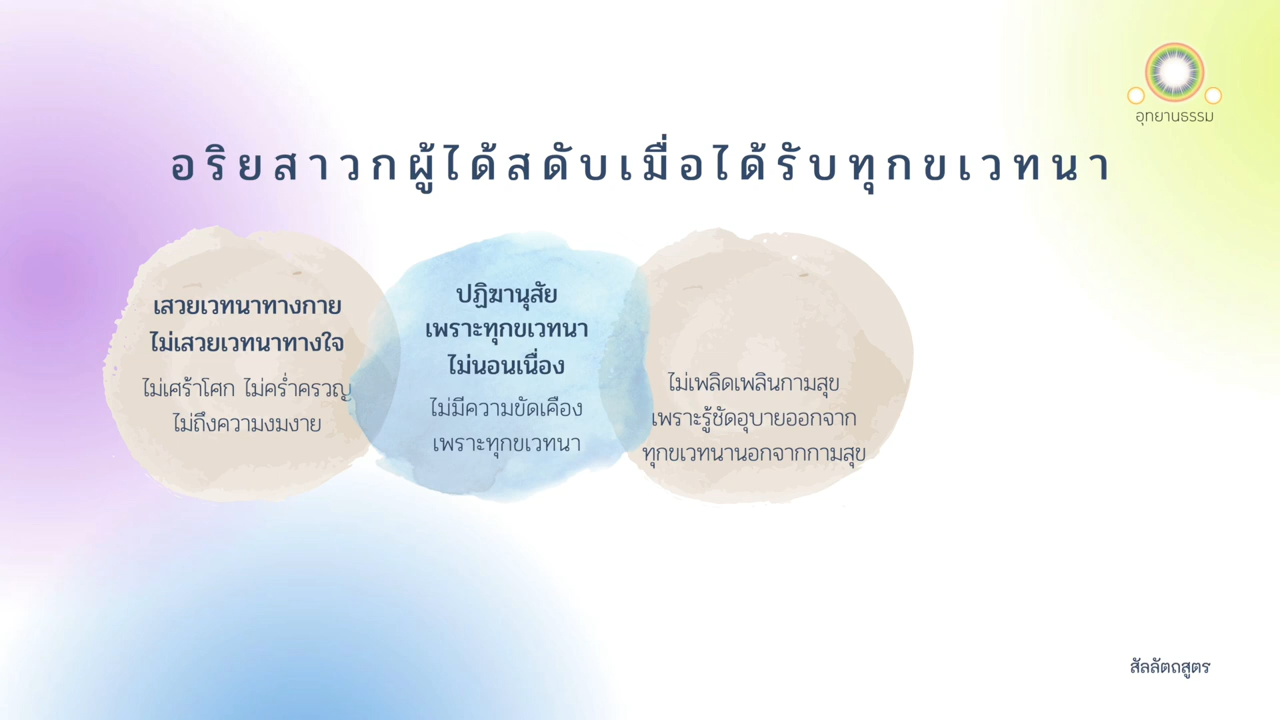 อุทยานธรรม
อริยสาวกผู้ได้สดับเมื่อได้รับทุกขเวทนา
เสวยเวทนาทางกาย
ไม่เสวยเวทนาทางใจ
ไม่เศร้าโศก ไม่คร่ำครวญ
ไม่ถึงความงมงาย
ปฏิฆานุสัย
เพราะทุกขเวทนา
ไม่นอนเนื่อง
ไม่มีความขัดเคือง
เพราะทุกขเวทนา
ไม่เพลิดเพลินกามสุข
เพราะรู้ชัดอุบายออกจาก
ทุกขเวทนานอกจากกามสุข
สัลลัตถสูตร